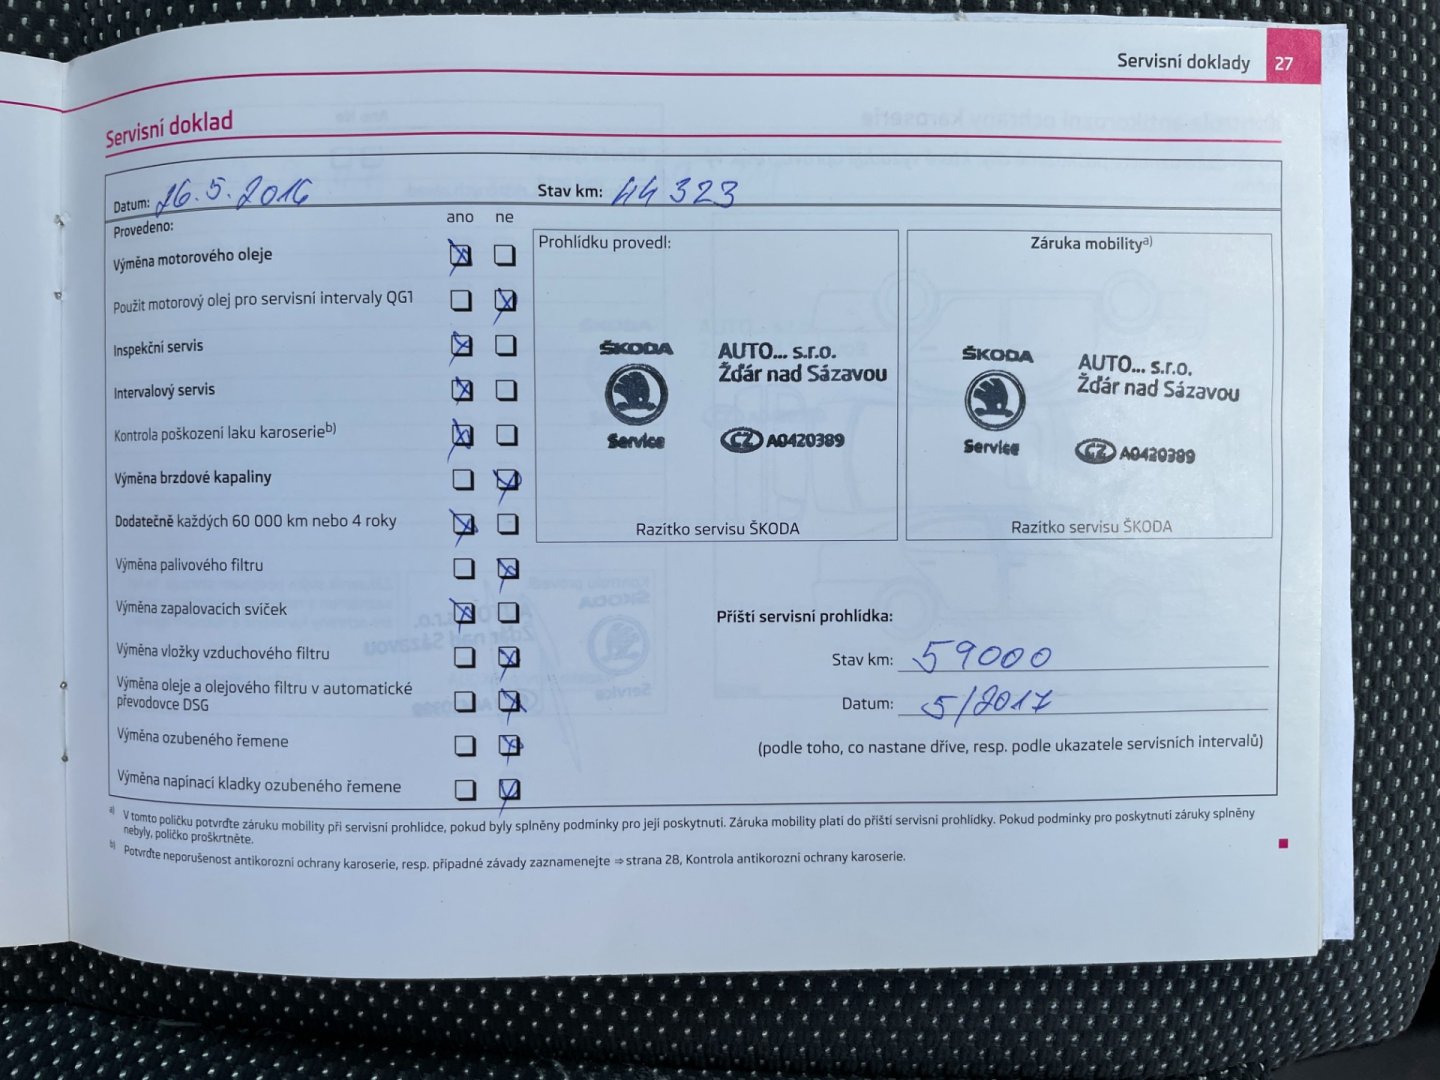 Servisní doklady 27
Servisní doklad
Datum: 26.5.2016 Stav km: 44 323
Provedeno: ano ne
Výměna motorového oleje
Použit motorový olej pro servisní intervaly QG1
Inspekční servis
Intervalový servis
Kontrola poškození laku karoserieb)
Výměna brzdové kapaliny
Dodatečně každých 60 000 km nebo 4 roky
Výměna palivového filtru
Výměna zapalovacích svíček
Výměna vložky vzduchového filtru
Výměna oleje a olejového filtru v automatické
převodovce DSG
Výměna ozubeného řemene
Výměna napínací kladky ozubeného řemene
Prohlídku provedl:
ŠKODA
Service
AUTO... s.r.o.
Žďár nad Sázavou
CZ A0420389
Razítko servisu ŠKODA
Záruka mobilitya)
ŠKODA
Service
AUTO... s.r.o.
Žďár nad Sázavou
CZ A0420389
Razítko servisu ŠKODA
Příští servisní prohlídka:
Stav km: 59000
Datum: 5/2017
(podle toho, co nastane dříve, resp. podle ukazatele servisních intervalů)
a) V tomto políčku potvrďte záruku mobility při servisní prohlídce, pokud byly splněny podmínky pro její poskytnutí. Záruka mobility platí do příští servisní prohlídky. Pokud podmínky pro poskytnutí záruky splněny
nebyly, políčko proškrtněte.
b) Potvrďte neporušenost antikorozní ochrany karoserie, resp. případné závady zaznamenejte ⇒ strana 28, Kontrola antikorozní ochrany karoserie.